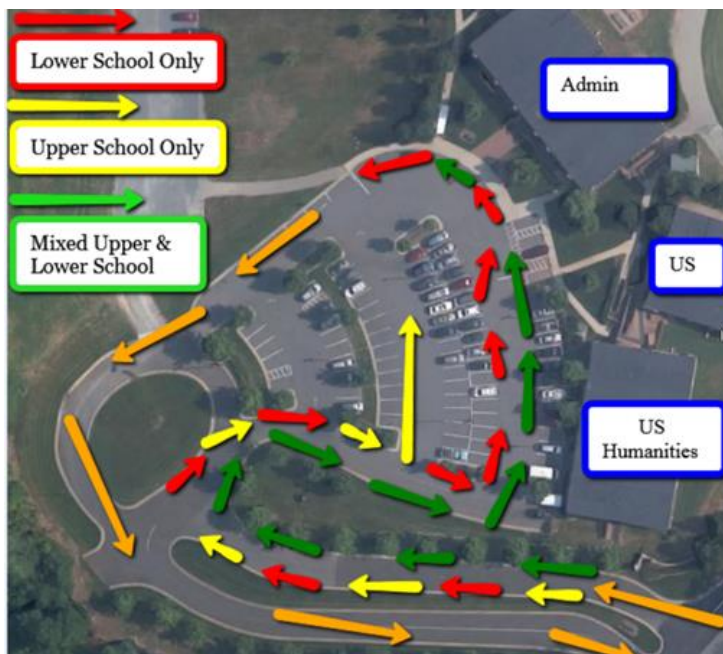 Lower School Only
Upper School Only
Mixed Upper &
Lower School
Admin
US
US
Humanities